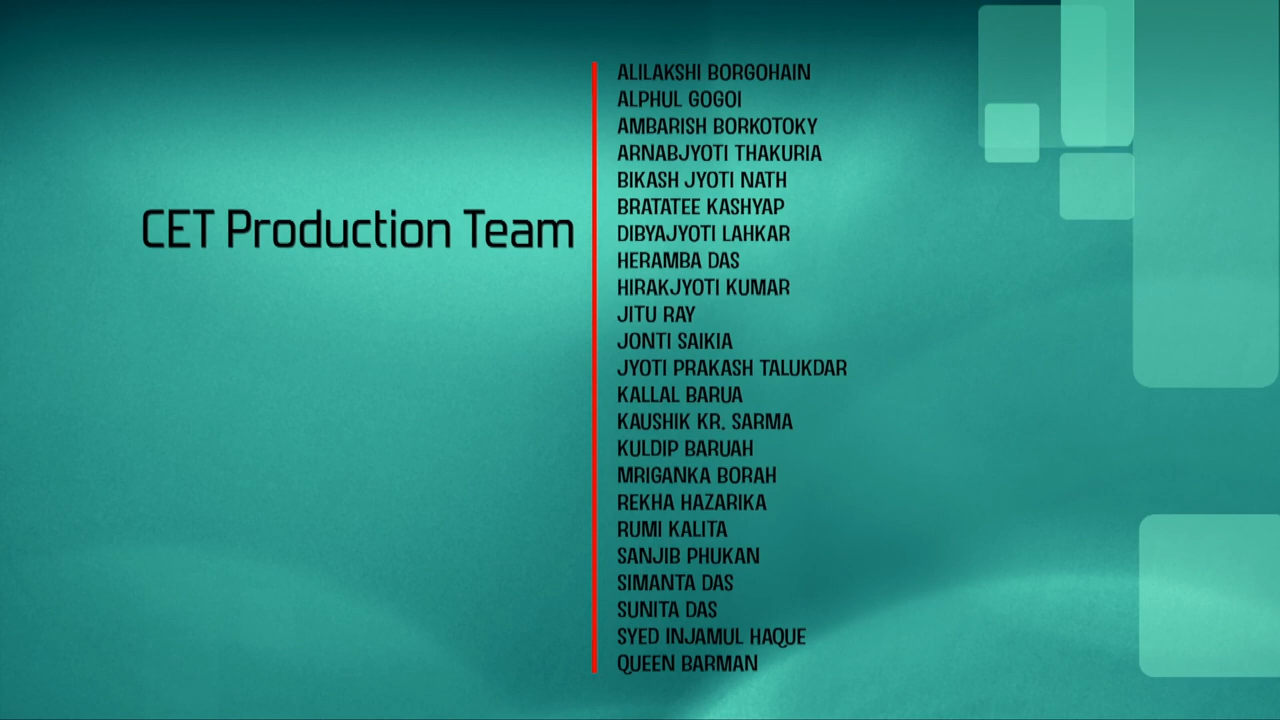 CET Production Team
ALILAKSHI BORGOHAIN
ALPHUL GOGOI
AMBARISH BORKOTOKY
ARNABJYOTI THAKURIA
BIKASH JYOTI NATH
BRATATEE KASHYAP
DIBYAJYOTI LAHKAR
HERAMBA DAS
HIRAKJYOTI KUMAR
JITU RAY
JONTI SAIKIA
JYOTI PRAKASH TALUKDAR
KALLAL BARUA
KAUSHIK KR. SARMA
KULDIP BARUAH
MRIGANKA BORAH
REKHA HAZARIKA
RUMI KALITA
SANJIB PHUKAN
SIMANTA DAS
SUNITA DAS
SYED INJAMUL HAQUE
QUEEN BARMAN